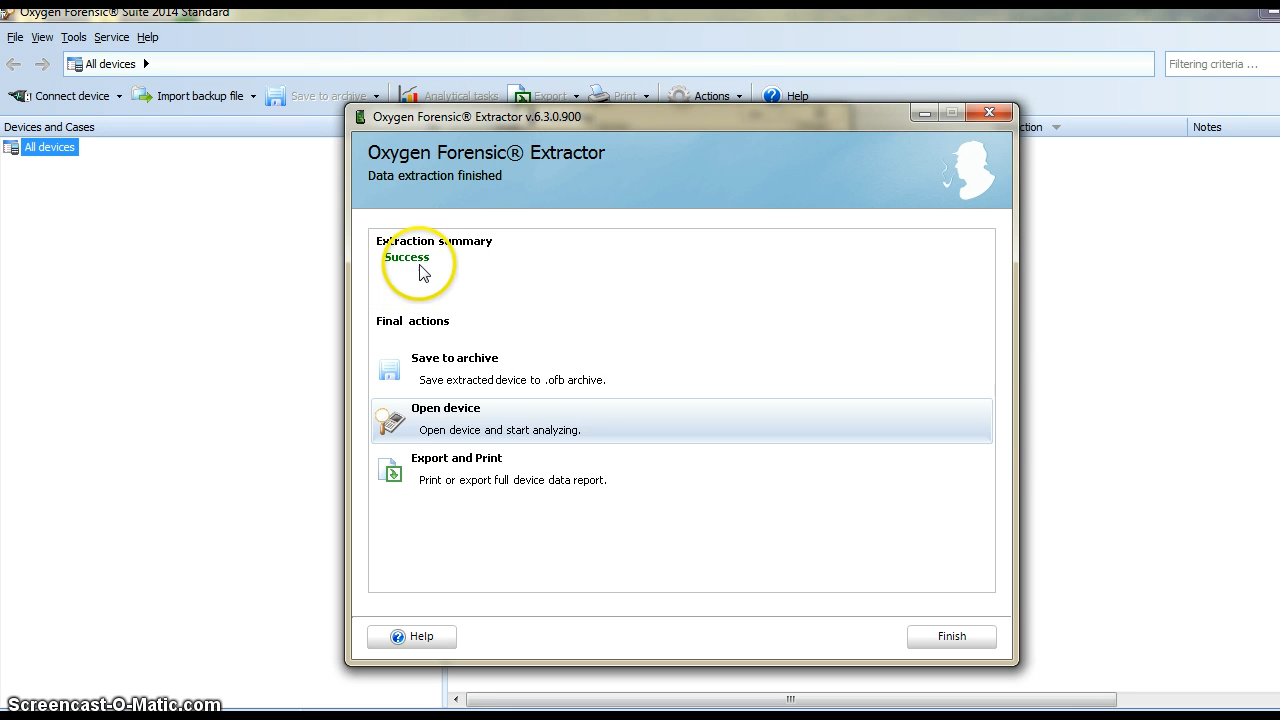 Oxygen Forensic® Suite 2014 Standard
File View Tools Service Help
All devices
Filtering criteria ...
Connect device Import backup file Save to archive Analytical tasks Export Print Actions Help
Oxygen Forensic® Extractor v.6.3.0.900
Devices and Cases
Notes
All devices
Oxygen Forensic® Extractor
Data extraction finished
Extraction summary
Success
Final actions
Save to archive
Save extracted device to .ofb archive.
Open device
Open device and start analyzing.
Export and Print
Print or export full device data report.
Help Finish
Screencast-O-Matic.com